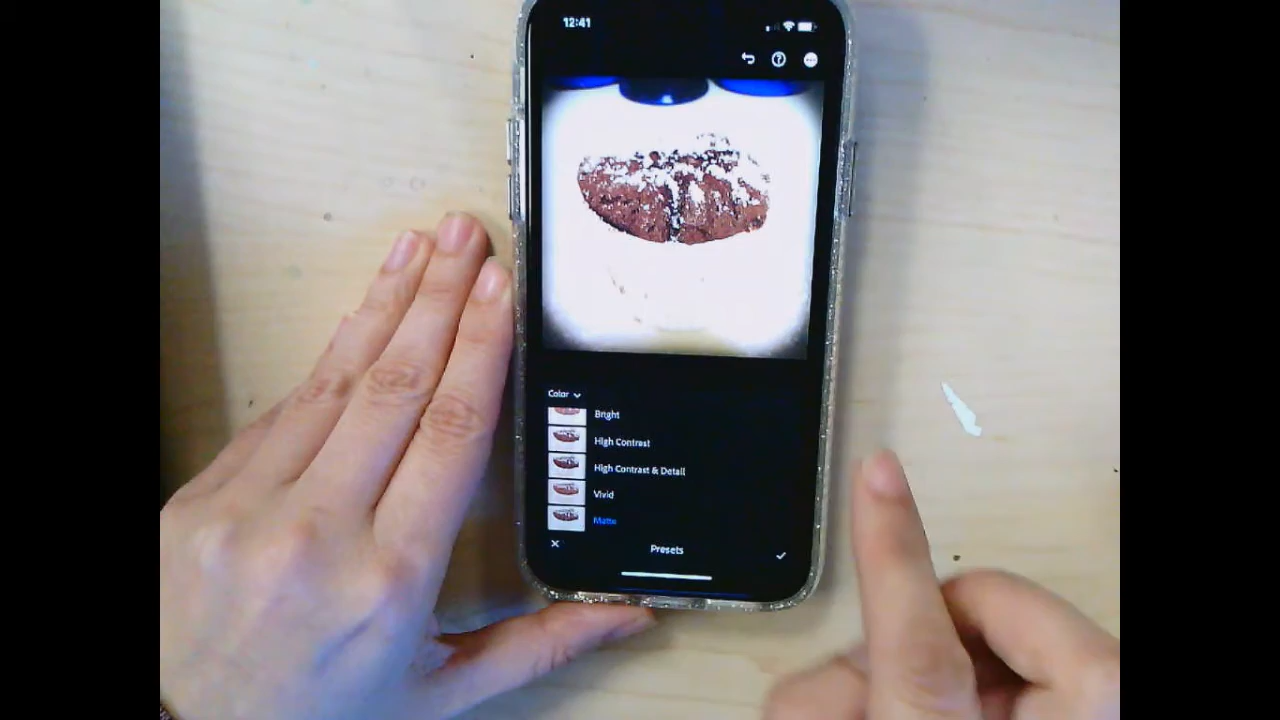 12:41
Color
Bright
High Contrast
High Contrast & Detail
Vivid
Matte
Presets